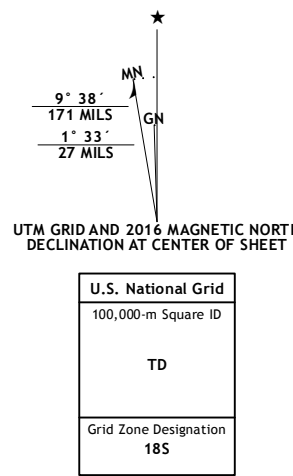 ★
MN
GN
9° 38´
171 MILS
1° 33´
27 MILS
UTM GRID AND 2016 MAGNETIC NORTH
DECLINATION AT CENTER OF SHEET
U.S. National Grid
100,000-m Square ID
TD
Grid Zone Designation
18S